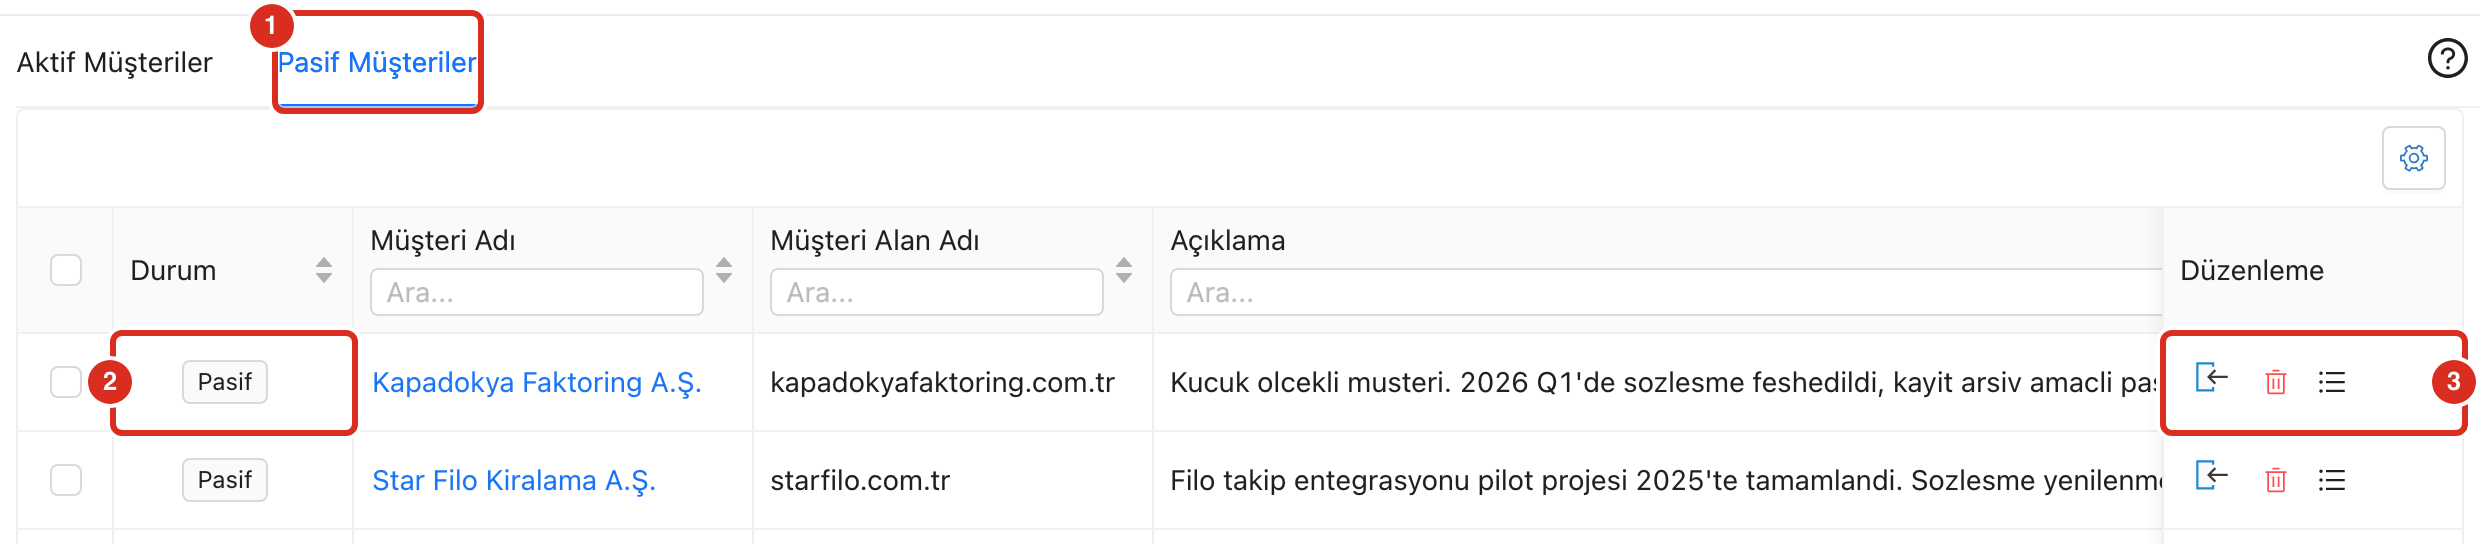 1
Aktif Müşteriler Pasif Müşteriler
Durum Müşteri Adı Müşteri Alan Adı Açıklama Düzenleme
Ara... Ara... Ara...
2 Pasif Kapadokya Faktoring A.Ş. kapadokyafaktoring.com.tr Kucuk olcekli musteri. 2026 Q1'de sozlesme feshedildi, kayit arsiv amacli 3
Pasif Star Filo Kiralama A.Ş. starfilo.com.tr Filo takip entegrasyonu pilot projesi 2025'te tamamlandi. Sozlesme